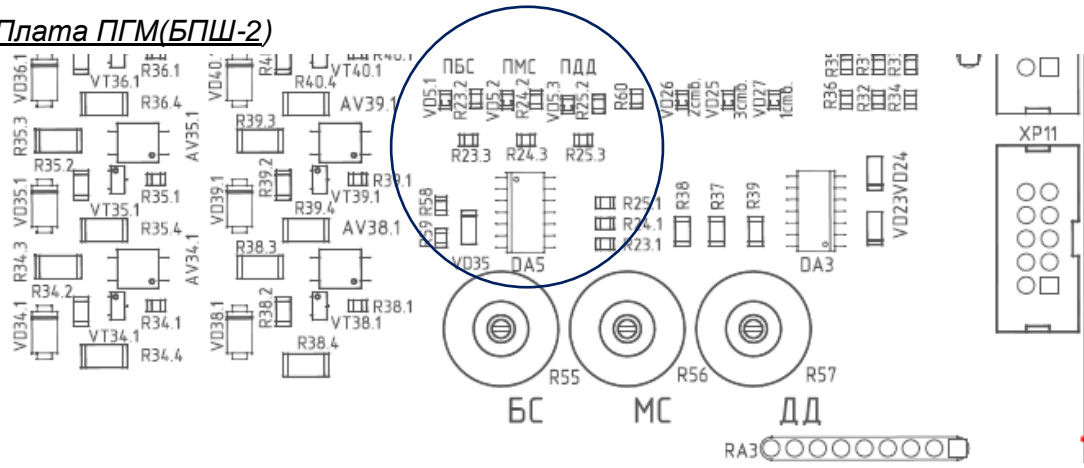 Плата ПГМ(БПШ-2)
VD36.1 VT36.1 R36.1 R36.4
VT40.1 R40.1 R40.4
ПБС ПМС ПДД
VD5.1 R23.2 VD5.2 R24.2 VD5.3 R25.2 R60
VD26 2стб. VD25 3стб. VD27 1стб.
R36 R32 R34
R35.3 AV35.1 R39.3 AV39.1
R23.3 R24.3 R25.3
XP11
R35.2 R35.1 R39.2 R39.1
VD35.1 VT35.1 R35.4 VD39.1 VT39.1 R39.4
R58 R59 VD35 DA5
R25.1
R24.1
R23.1
R38 R37 R39 DA3 VD24 VD23
R34.3 AV34.1 R38.3 AV38.1
R34.2 R34.1 R38.2 R38.1
VD34.1 VT34.1 R34.4 VD38.1 VT38.1 R38.4
R55 R56 R57
БС МС ДД
RA3